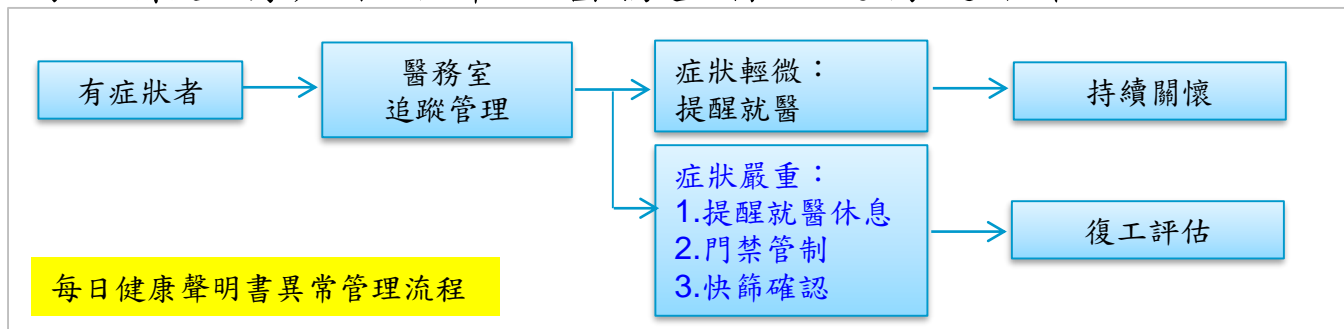 有症狀者
醫務室
追蹤管理
症狀輕微：
提醒就醫
持續關懷
症狀嚴重：
1.提醒就醫休息
2.門禁管制
3.快篩確認
復工評估
每日健康聲明書異常管理流程